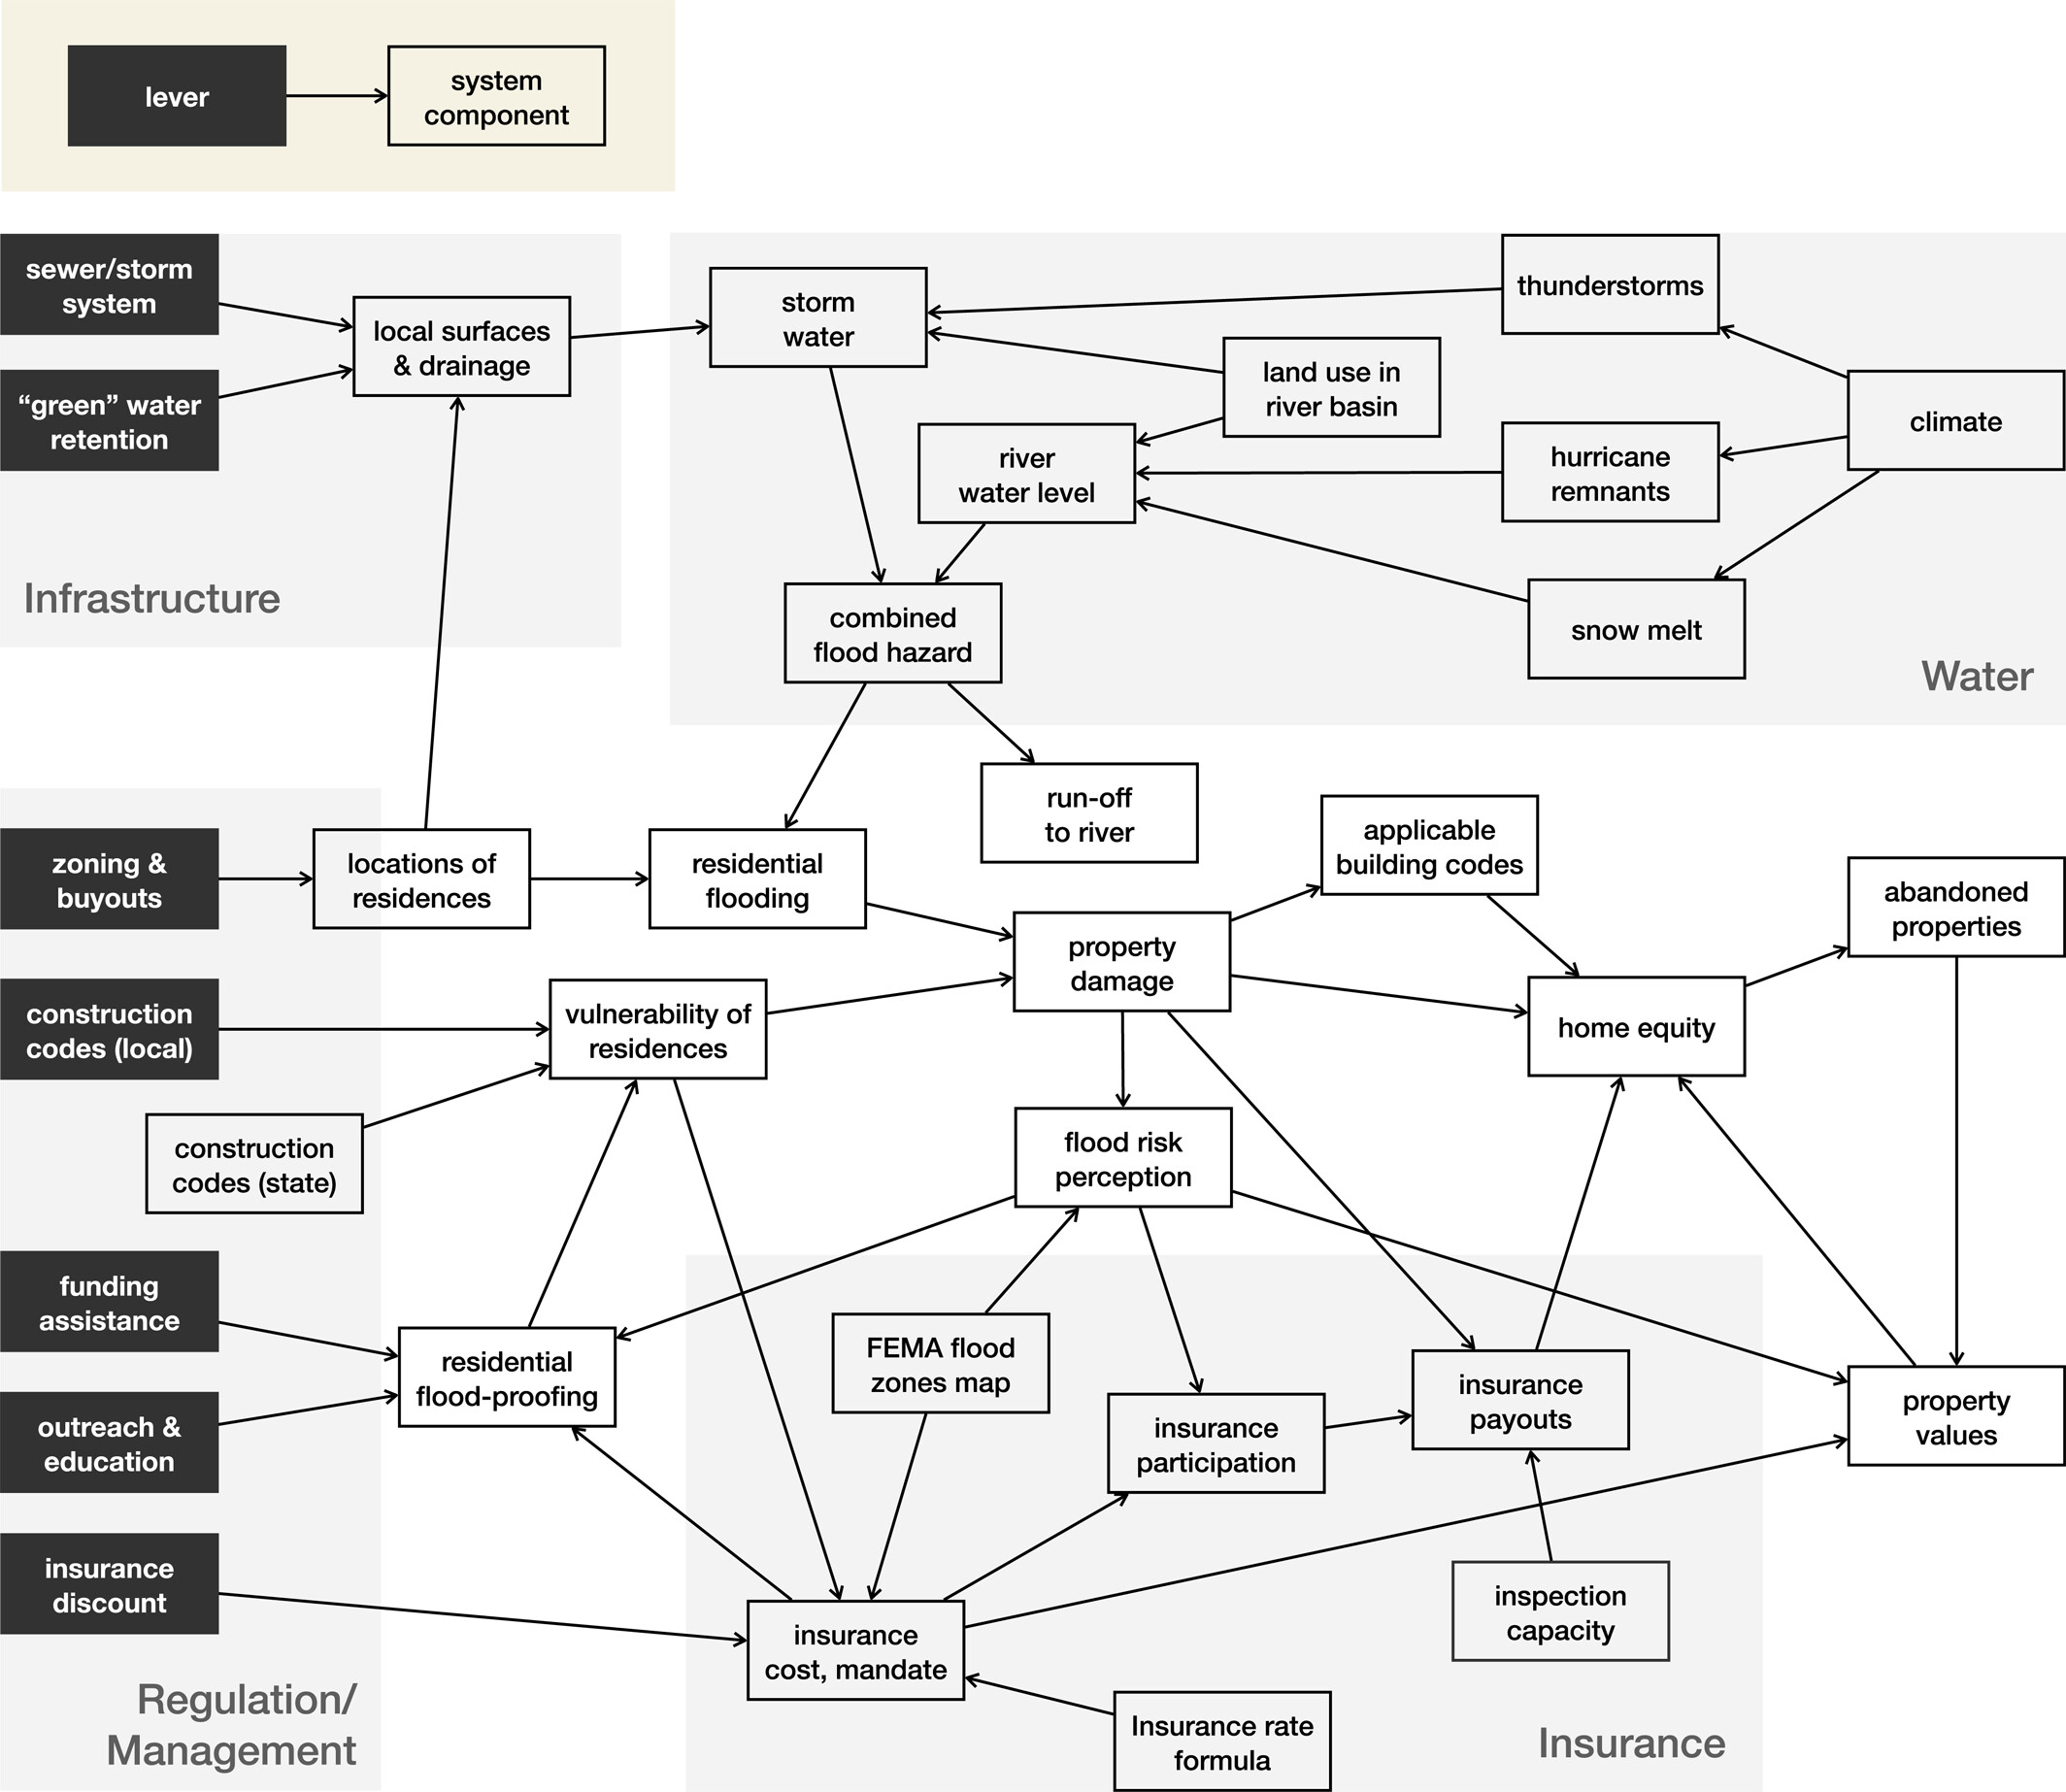 lever
system
component
sewer/storm
system
“green” water
retention
local surfaces
& drainage
Infrastructure
storm
water
thunderstorms
land use in
river basin
climate
river
water level
hurricane
remnants
combined
flood hazard
snow melt
Water
run-off
to river
zoning &
buyouts
locations of
residences
residential
flooding
applicable
building codes
abandoned
properties
property
damage
construction
codes (local)
vulnerability of
residences
home equity
construction
codes (state)
flood risk
perception
funding
assistance
residential
flood-proofing
FEMA flood
zones map
insurance
payouts
property
values
outreach &
education
insurance
participation
insurance
discount
insurance
cost, mandate
inspection
capacity
Regulation/
Management
Insurance rate
formula
Insurance